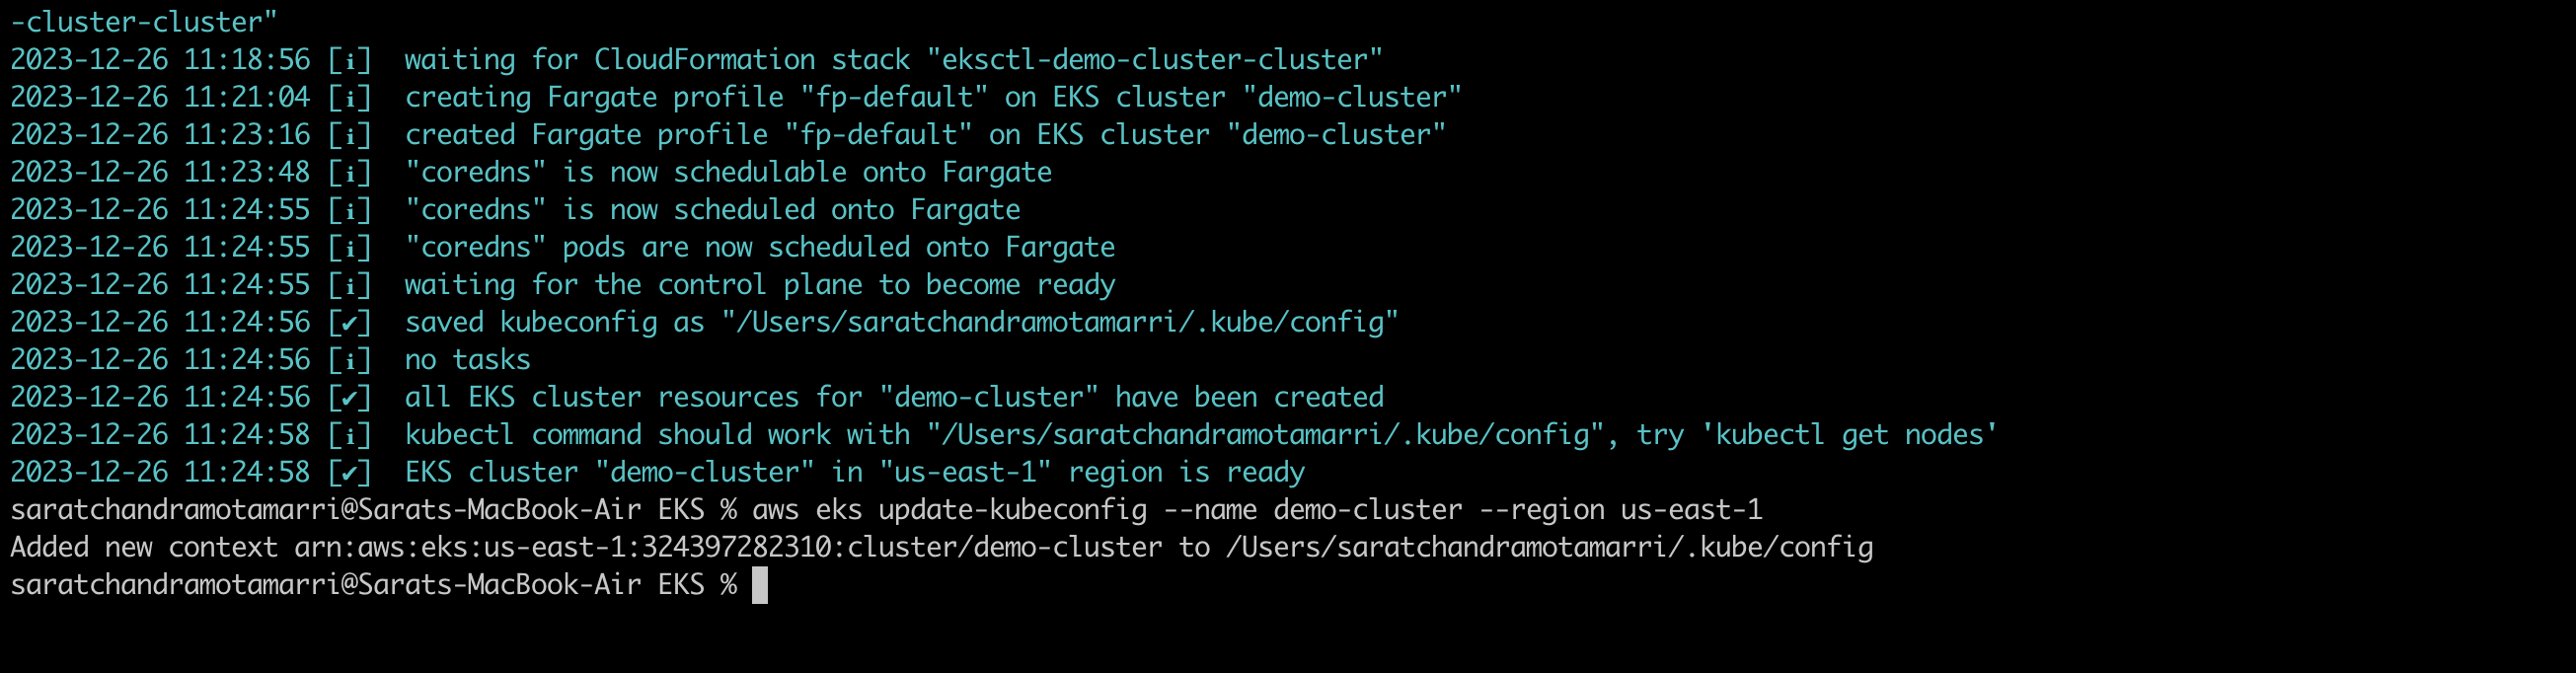 -cluster-cluster"
2023-12-26 11:18:56 [ℹ]  waiting for CloudFormation stack "eksctl-demo-cluster-cluster"
2023-12-26 11:21:04 [ℹ]  creating Fargate profile "fp-default" on EKS cluster "demo-cluster"
2023-12-26 11:23:16 [ℹ]  created Fargate profile "fp-default" on EKS cluster "demo-cluster"
2023-12-26 11:23:48 [ℹ]  "coredns" is now schedulable onto Fargate
2023-12-26 11:24:55 [ℹ]  "coredns" is now scheduled onto Fargate
2023-12-26 11:24:55 [ℹ]  "coredns" pods are now scheduled onto Fargate
2023-12-26 11:24:55 [ℹ]  waiting for the control plane to become ready
2023-12-26 11:24:56 [✔]  saved kubeconfig as "/Users/saratchandramotamarri/.kube/config"
2023-12-26 11:24:56 [ℹ]  no tasks
2023-12-26 11:24:56 [✔]  all EKS cluster resources for "demo-cluster" have been created
2023-12-26 11:24:58 [ℹ]  kubectl command should work with "/Users/saratchandramotamarri/.kube/config", try 'kubectl get nodes'
2023-12-26 11:24:58 [✔]  EKS cluster "demo-cluster" in "us-east-1" region is ready
saratchandramotamarri@Sarats-MacBook-Air EKS % aws eks update-kubeconfig --name demo-cluster --region us-east-1
Added new context arn:aws:eks:us-east-1:324397282310:cluster/demo-cluster to /Users/saratchandramotamarri/.kube/config
saratchandramotamarri@Sarats-MacBook-Air EKS %